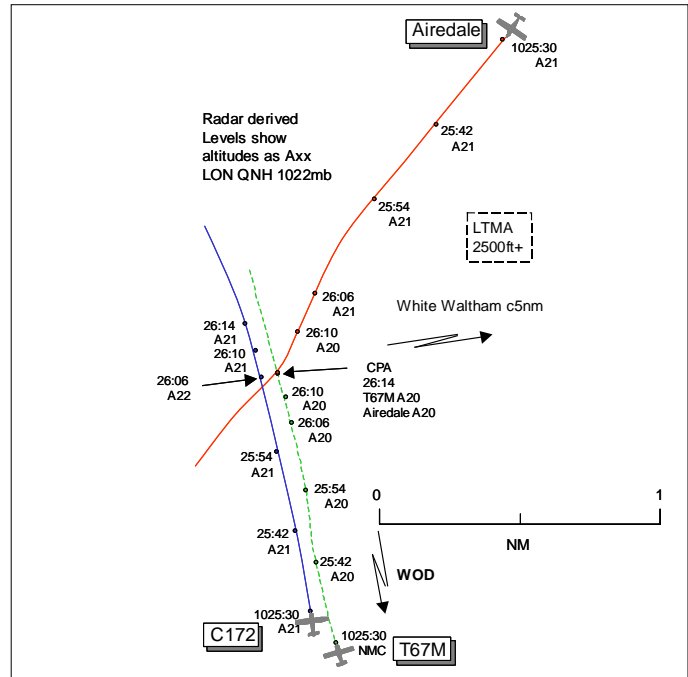 Airedale
1025:30
A21
Radar derived
Levels show
altitudes as Axx
LON QNH 1022mb
25:42
A21
25:54
A21
LTMA
2500ft+
26:06
A21
White Waltham c5nm
26:14
A21
26:10
A20
26:10
A21
26:06
A22
CPA
26:14
T67M A20
Airedale A20
26:10
A20
26:06
A20
25:54
A21
25:54
A20
0
1
NM
25:42
A21
25:42
A20
WOD
1025:30
A21
C172
1025:30
NMC
T67M